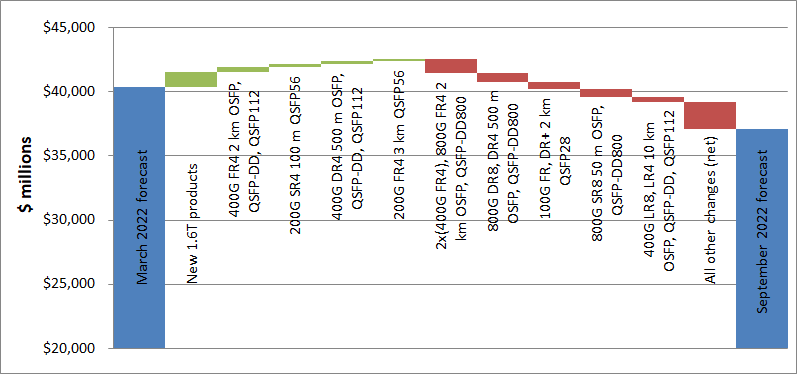 $45,000
$40,000
$35,000
$30,000
$25,000
$20,000
$ millions
March 2022 forecast
New 1.6T products
400G FR4 2 km OSFP,
QSFP-DD, QSFP112
200G SR4 100 m QSFP56
400G DR4 500 m OSFP,
QSFP-DD, QSFP112
200G FR4 3 km QSFP56
2x(400G FR4), 800G FR4 2
km OSFP, QSFP-DD800
800G DR8, DR4 500 m
OSFP, QSFP-DD800
100G FR, DR+ 2 km
QSFP28
800G SR8 50 m OSFP,
QSFP-DD800
400G LR8, LR4 10 km
OSFP, QSFP-DD, QSFP112
All other changes (net)
September 2022 forecast